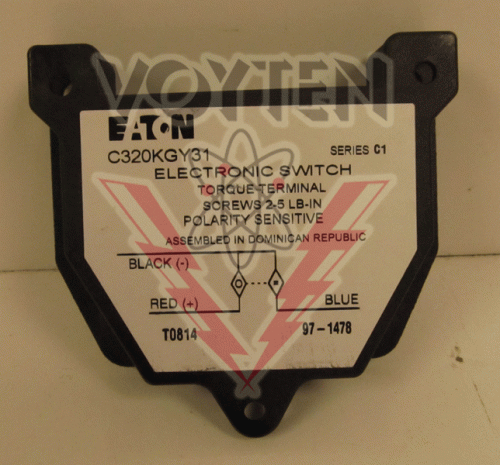 VOYTEN
EATON
C320KGY31 SERIES C1
ELECTRONIC SWITCH
TORQUE TERMINAL
SCREWS 2-5 LB-IN
POLARITY SENSITIVE
ASSEMBLED IN DOMINICAN REPUBLIC
BLACK (-)
RED (+) BLUE
T0814 97-1478